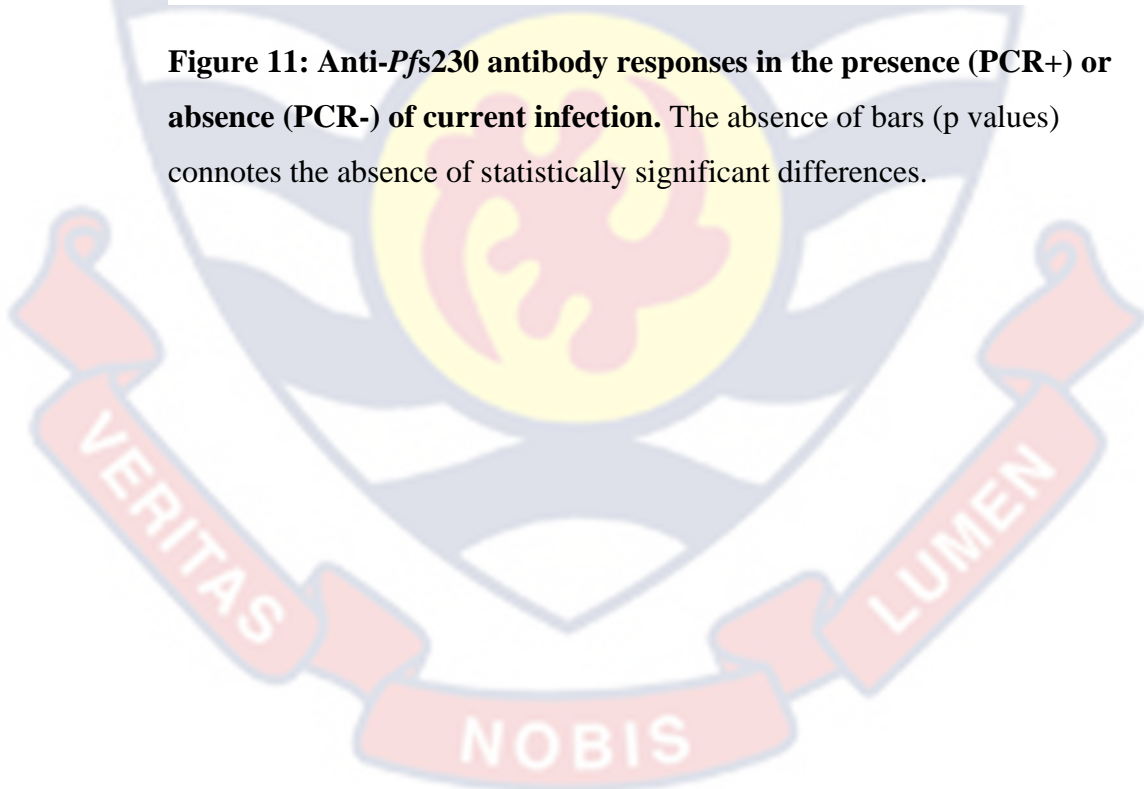 Figure 11: Anti-Pfs230 antibody responses in the presence (PCR+) or
absence (PCR-) of current infection. The absence of bars (p values)
connotes the absence of statistically significant differences.
VERITAS
NOBIS
LUMEN